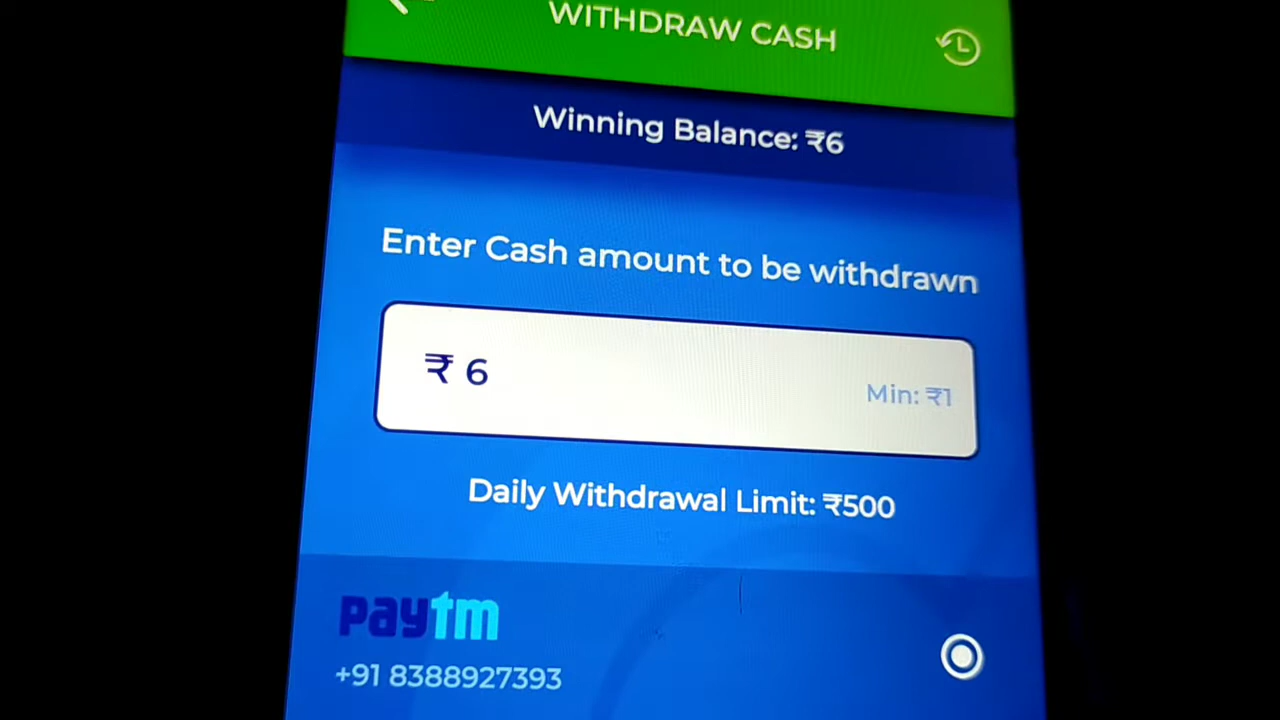 WITHDRAW CASH
Winning Balance: ₹6
Enter Cash amount to be withdrawn
₹ 6
Min: ₹1
Daily Withdrawal Limit: ₹500
paytm
+91 8388927393